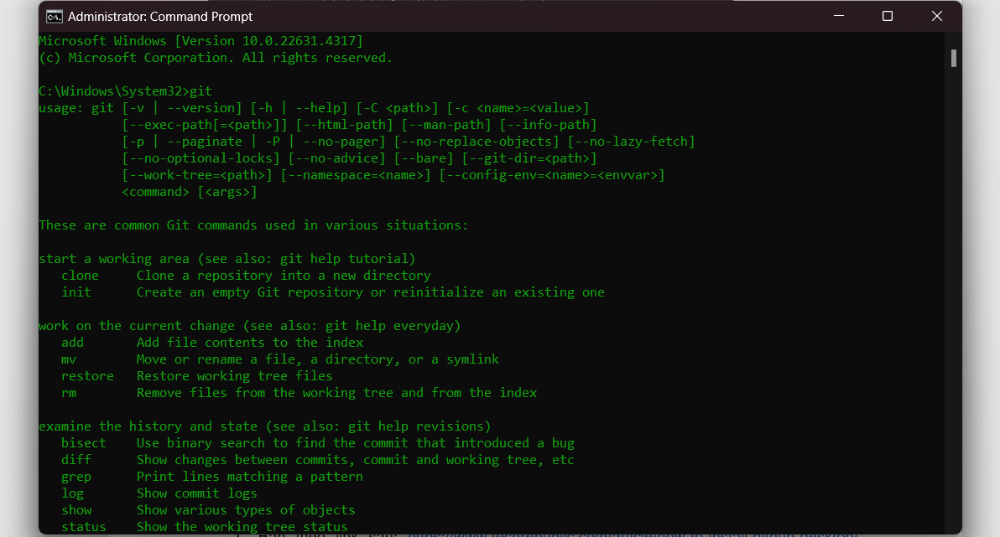 Administrator: Command Prompt
Microsoft Windows [Version 10.0.22631.4317]
(c) Microsoft Corporation. All rights reserved.
C:\Windows\System32>git
usage: git [-v | --version] [-h | --help] [-C <path>] [-c <name>=<value>]
[--exec-path[=<path>]] [--html-path] [--man-path] [--info-path]
[-p | --paginate | -P | --no-pager] [--no-replace-objects] [--no-lazy-fetch]
[--no-optional-locks] [--no-advice] [--bare] [--git-dir=<path>]
[--work-tree=<path>] [--namespace=<name>] [--config-env=<name>=<envvar>]
<command> [<args>]
These are common Git commands used in various situations:
start a working area (see also: git help tutorial)
clone Clone a repository into a new directory
init Create an empty Git repository or reinitialize an existing one
work on the current change (see also: git help everyday)
add Add file contents to the index
mv Move or rename a file, a directory, or a symlink
restore Restore working tree files
rm Remove files from the working tree and from the index
examine the history and state (see also: git help revisions)
bisect Use binary search to find the commit that introduced a bug
diff Show changes between commits, commit and working tree, etc
grep Print lines matching a pattern
log Show commit logs
show Show various types of objects
status Show the working tree status